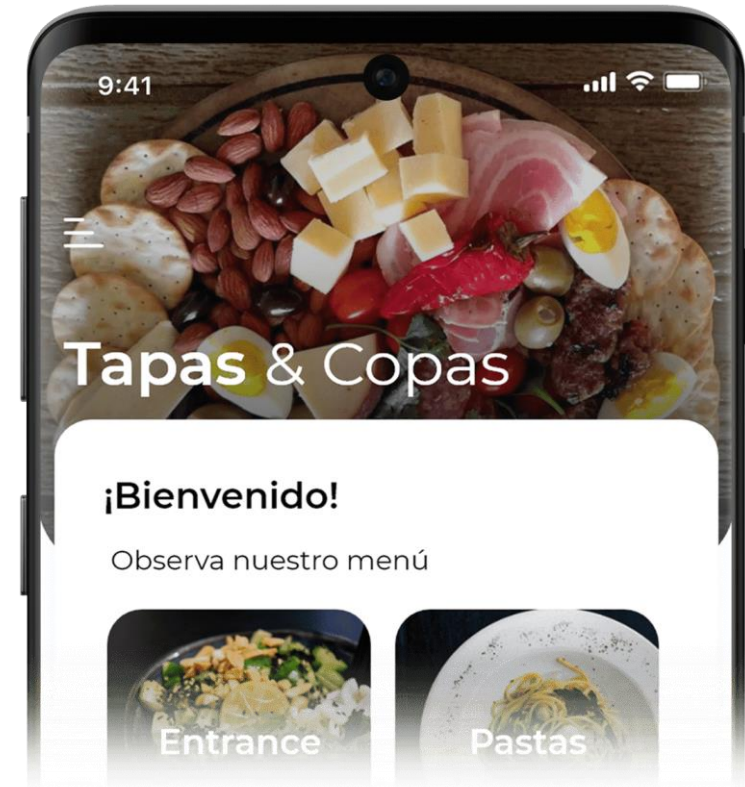 9:41
Tapas & Copas
¡Bienvenido!
Observa nuestro menú
Entrance
Pastas